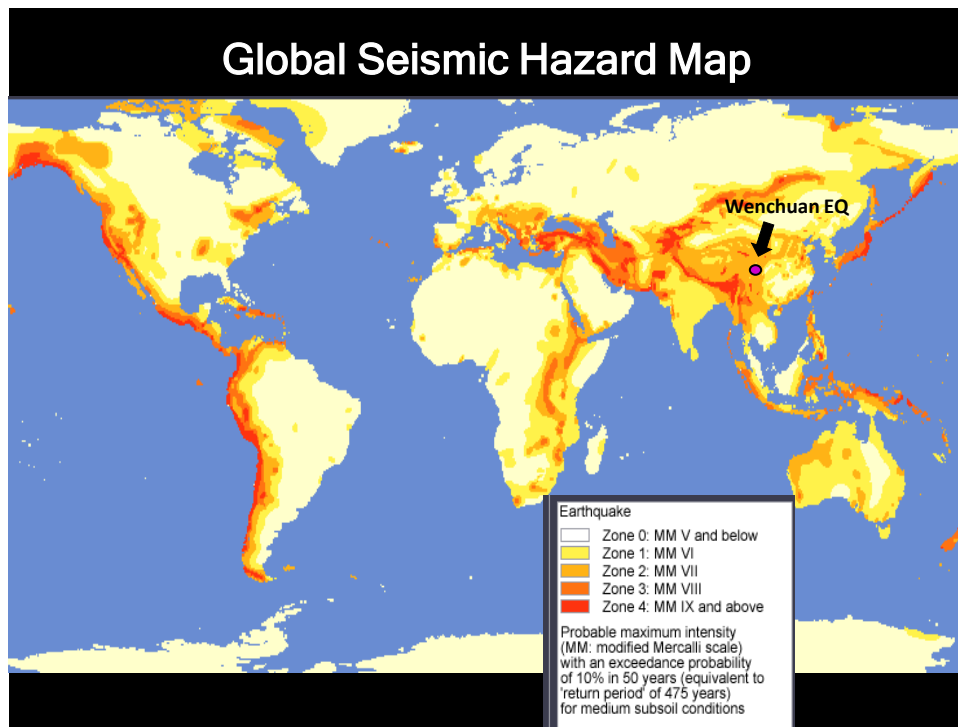 Global Seismic Hazard Map
Wenchuan EQ
Earthquake
Zone 0: MM V and below
Zone 1: MM VI
Zone 2: MM VII
Zone 3: MM VIII
Zone 4: MM IX and above
Probable maximum intensity
(MM: modified Mercalli scale)
with an exceedance probability
of 10% in 50 years (equivalent to
'return period' of 475 years)
for medium subsoil conditions